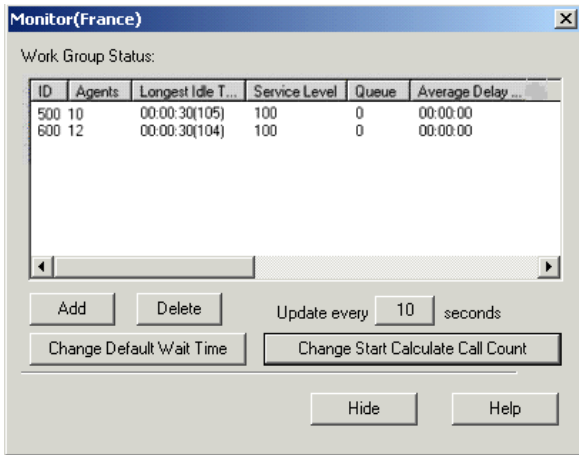 Monitor(France)
Work Group Status:
ID Agents Longest Idle T... Service Level Queue Average Delay ...
500 10 00:00:30(105) 100 0 00:00:00
600 12 00:00:30(104) 100 0 00:00:00
Add Delete Update every 10 seconds
Change Default Wait Time Change Start Calculate Call Count
Hide Help